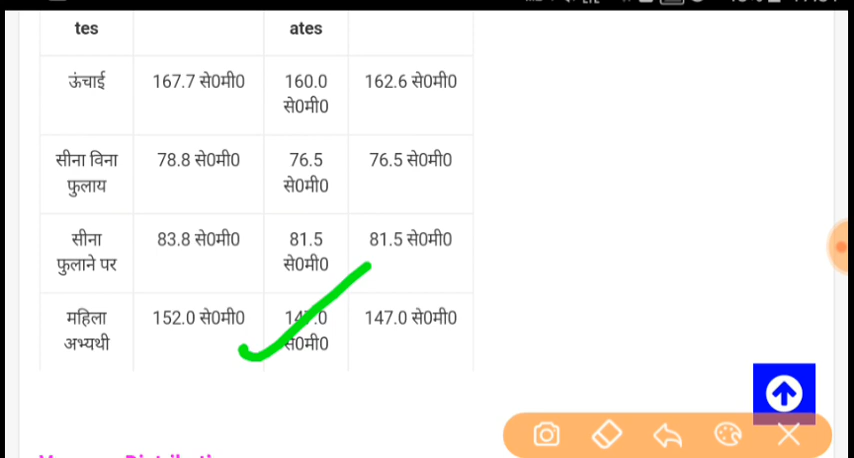 tes ates
ऊंचाई 167.7 से0मी0 160.0 162.6 से0मी0
से0मी0
सीना विना 78.8 से0मी0 76.5 76.5 से0मी0
फुलाय से0मी0
सीना 83.8 से0मी0 81.5 81.5 से0मी0
फुलाने पर से0मी0
महिला 152.0 से0मी0 147.0 से0मी0
अभ्यथी से0मी0